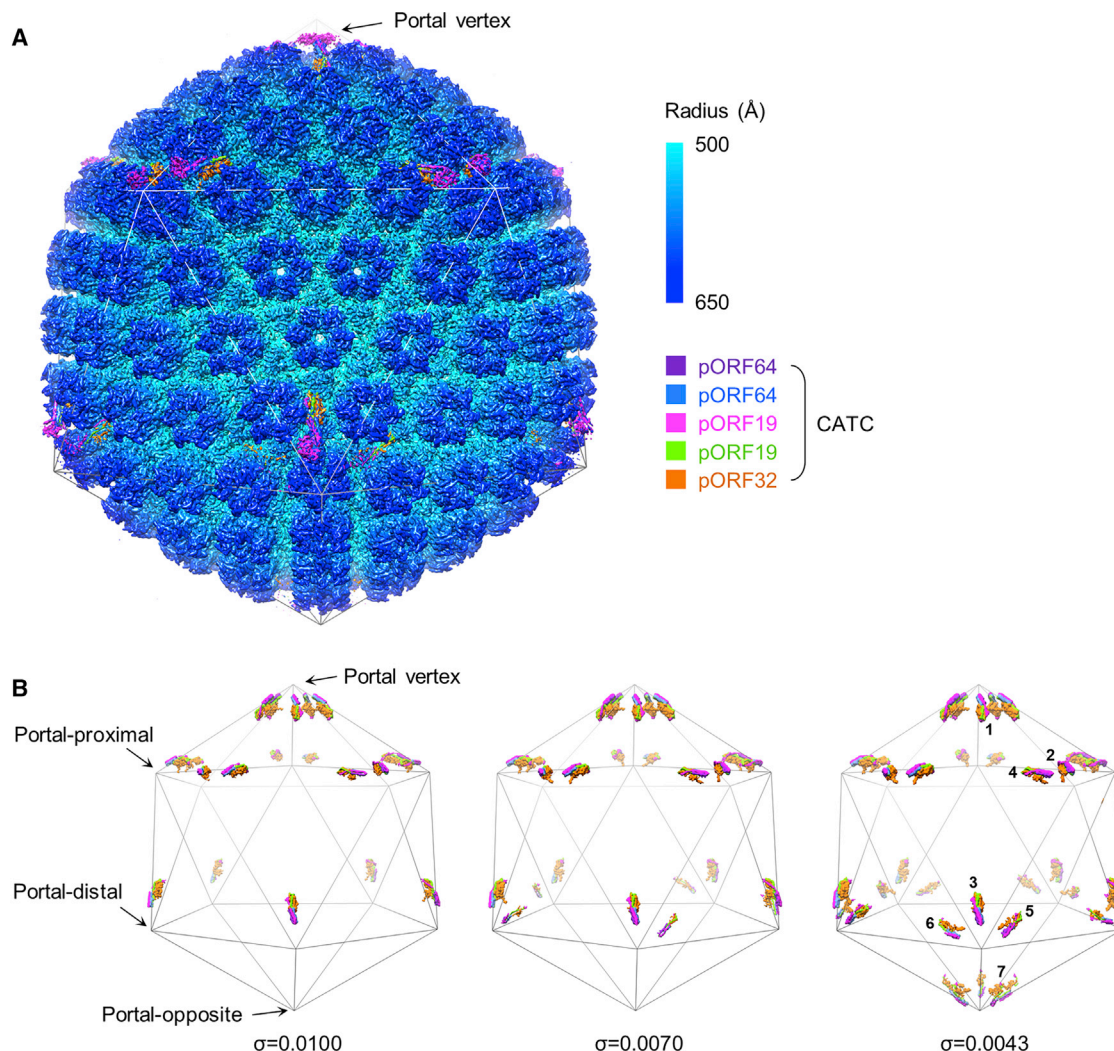 A
Portal vertex
Radius (Å)
500
650
pORF64
pORF64
pORF19
pORF19
pORF32
CATC
B
Portal vertex
Portal-proximal
Portal-distal
Portal-opposite
1
2
4
3
5
6
7
σ=0.0100
σ=0.0070
σ=0.0043